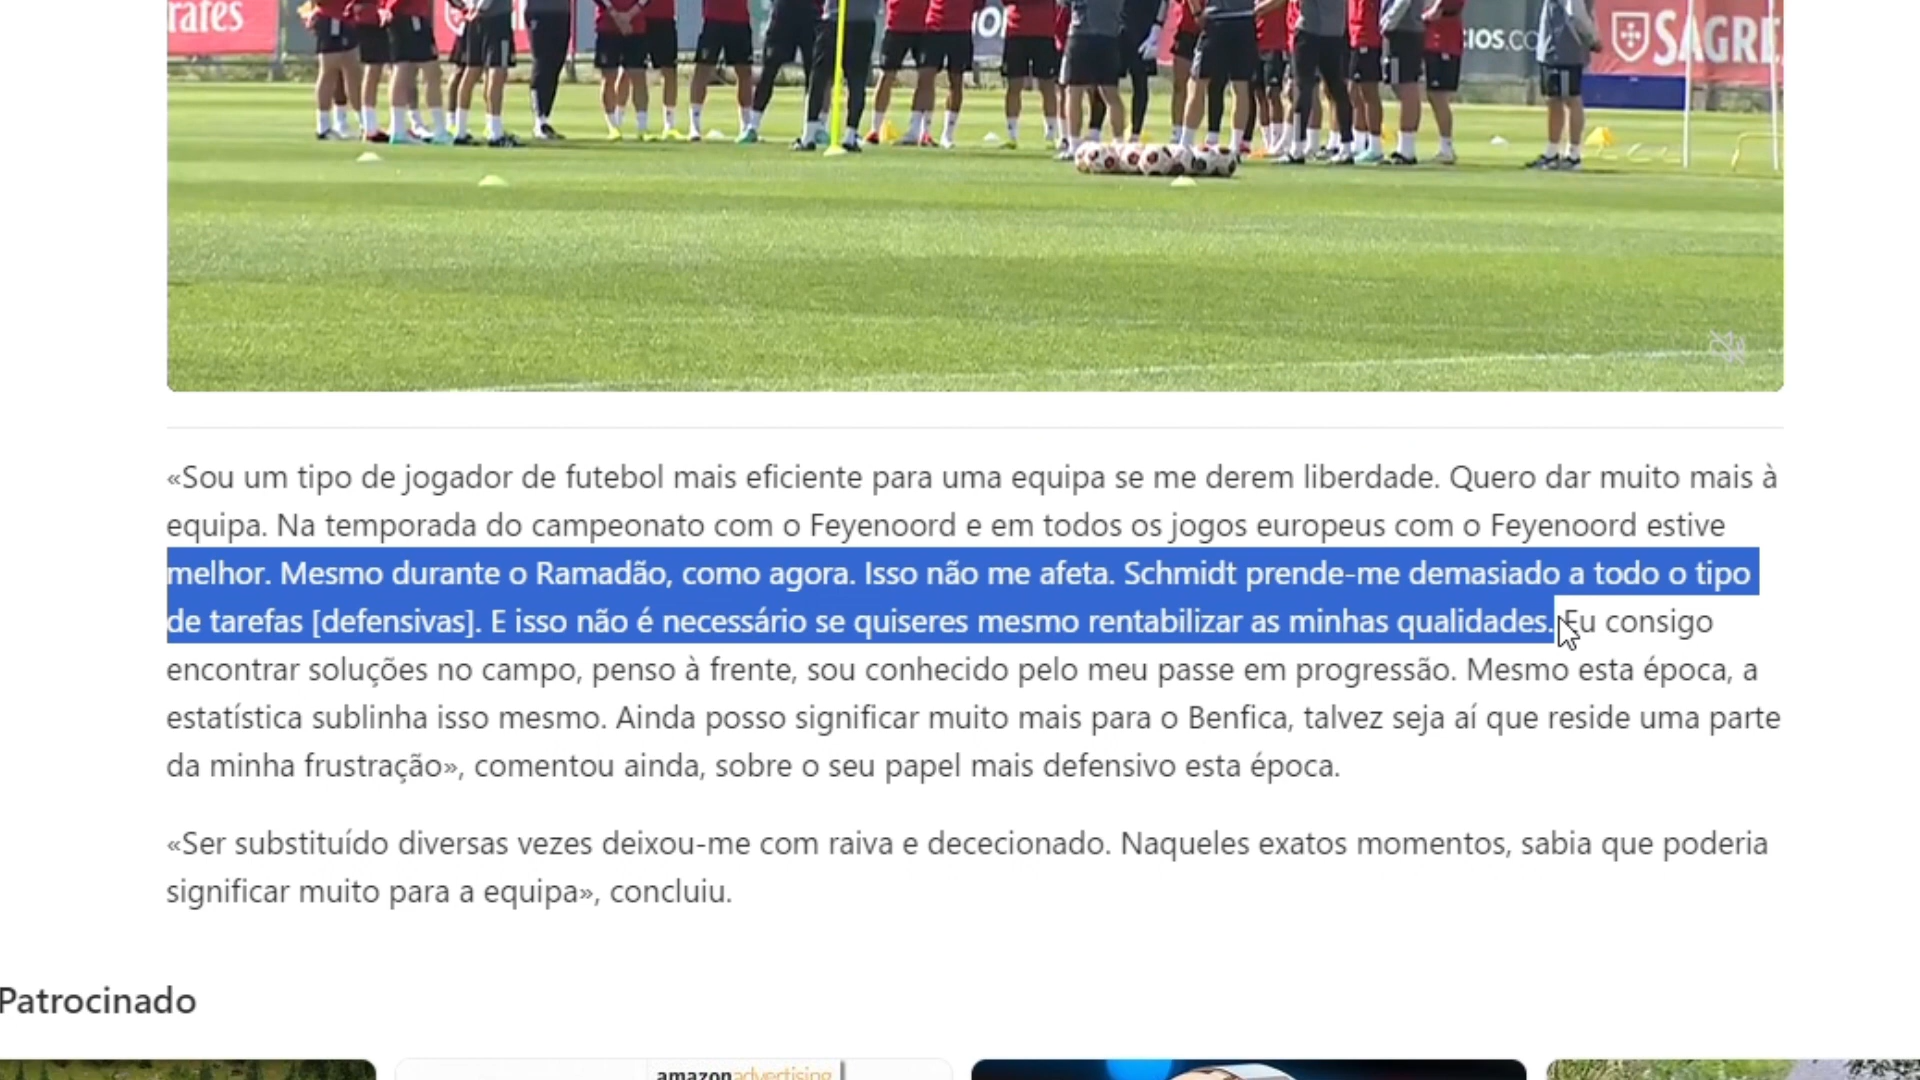 rates
IOS.CO
SAGRE
«Sou um tipo de jogador de futebol mais eficiente para uma equipa se me derem liberdade. Quero dar muito mais à
equipa. Na temporada do campeonato com o Feyenoord e em todos os jogos europeus com o Feyenoord estive
melhor. Mesmo durante o Ramadão, como agora. Isso não me afeta. Schmidt prende-me demasiado a todo o tipo
de tarefas [defensivas]. E isso não é necessário se quiseres mesmo rentabilizar as minhas qualidades. Eu consigo
encontrar soluções no campo, penso à frente, sou conhecido pelo meu passe em progressão. Mesmo esta época, a
estatística sublinha isso mesmo. Ainda posso significar muito mais para o Benfica, talvez seja aí que reside uma parte
da minha frustração», comentou ainda, sobre o seu papel mais defensivo esta época.
«Ser substituído diversas vezes deixou-me com raiva e dececionado. Naqueles exatos momentos, sabia que poderia
significar muito para a equipa», concluiu.
Patrocinado
amazonadvertising